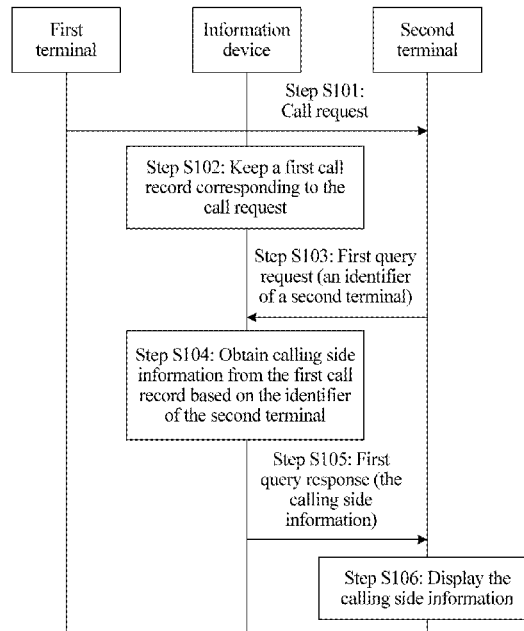 First
terminal
Information
device
Second
terminal
Step S101:
Call request
Step S102: Keep a first call
record corresponding to the
call request
Step S103: First query
request (an identifier
of a second terminal)
Step S104: Obtain calling side
information from the first call
record based on the identifier
of the second terminal
Step S105: First
query response (the
calling side
information)
Step S106: Display the
calling side information